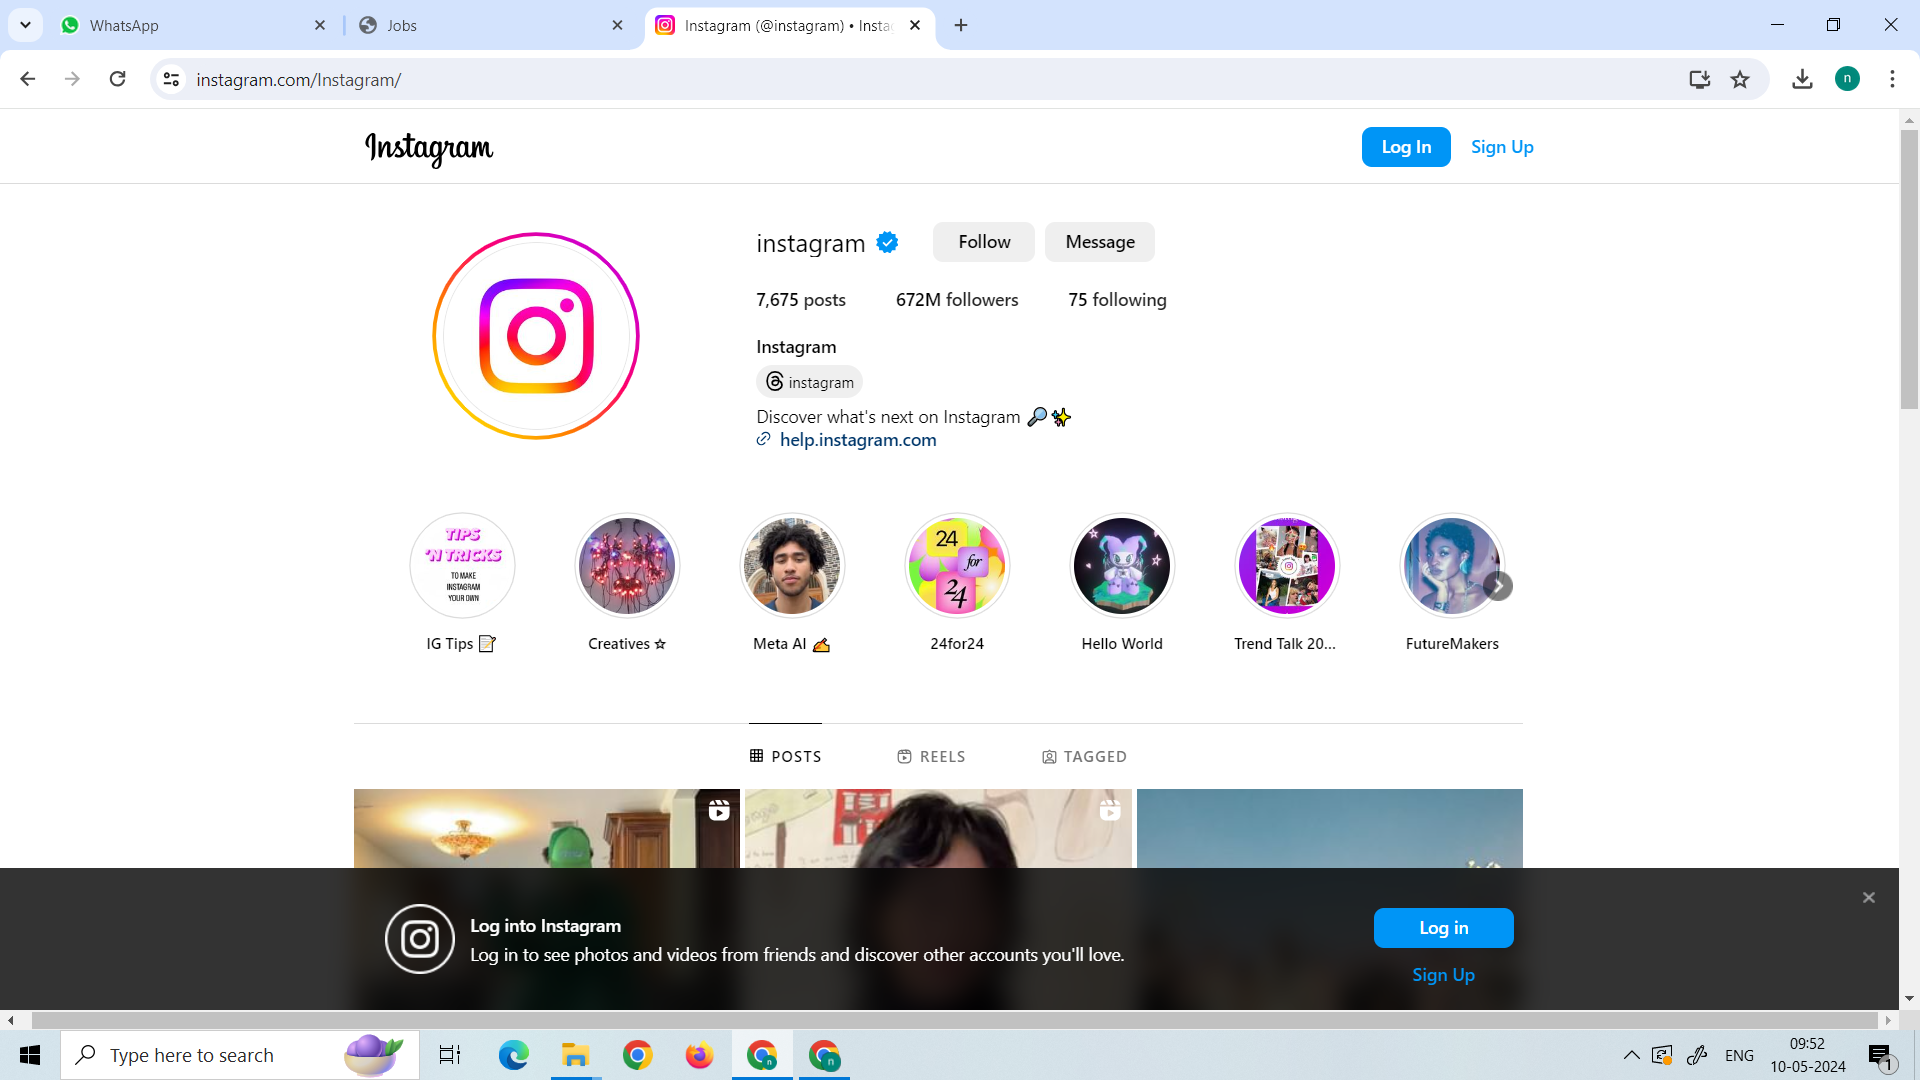 WhatsApp
Jobs
Instagram (@instagram) • Insta
instagram.com/Instagram/
n
Instagram
Log In
Sign Up
instagram
Follow
Message
7,675 posts
672M followers
75 following
Instagram
instagram
Discover what's next on Instagram 🔎✨
help.instagram.com
TIPS
'N TRICKS
TO MAKE
INSTAGRAM
YOUR OWN
24
for
24
IG Tips 📝
Creatives ☆
Meta AI ✍
24for24
Hello World
Trend Talk 20...
FutureMakers
POSTS
REELS
TAGGED
Log into Instagram
Log in to see photos and videos from friends and discover other accounts you'll love.
Log in
Sign Up
Type here to search
n
n
ENG
09:52
10-05-2024
1